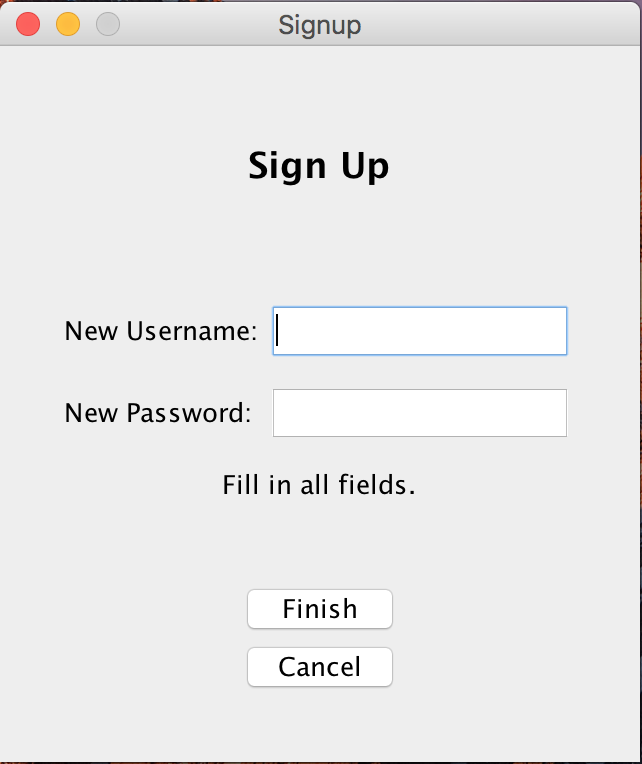 Signup
Sign Up
New Username:
New Password:
Fill in all fields.
Finish
Cancel